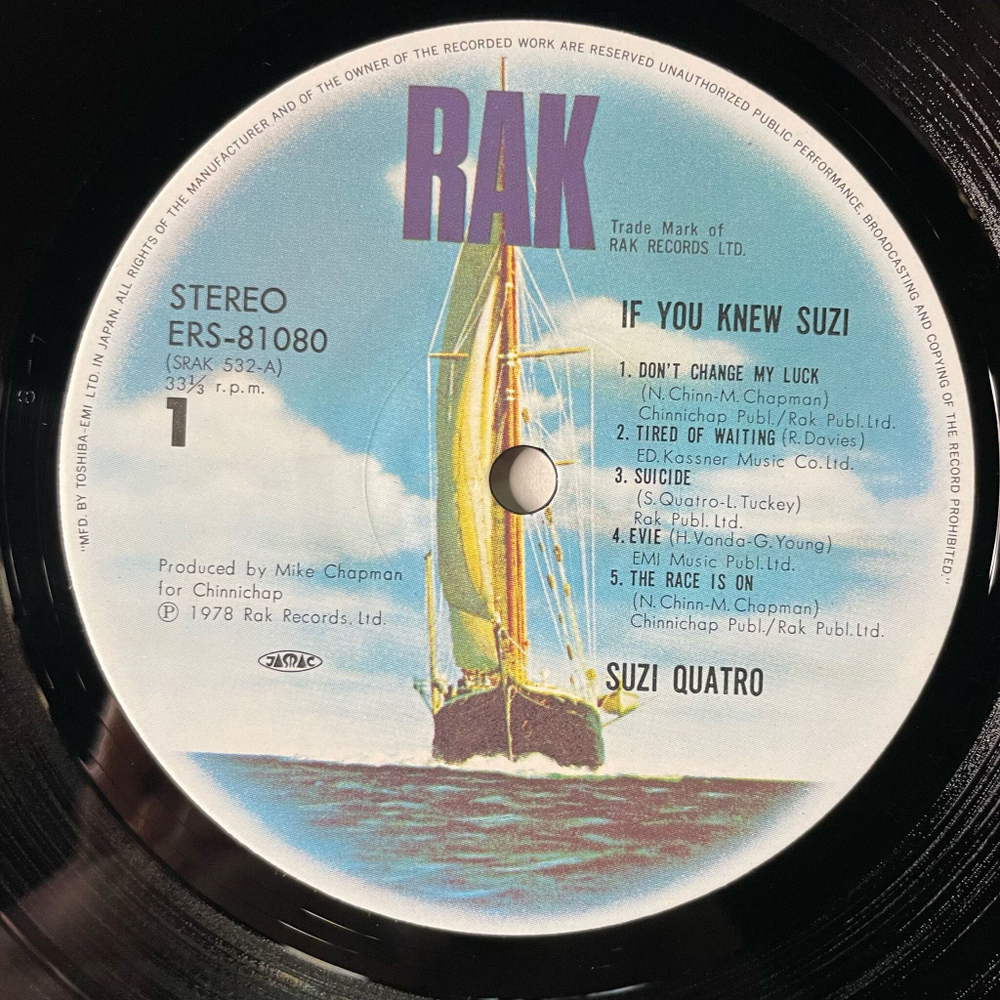 "MFD. BY TOSHIBA-EMI LTD. IN JAPAN. ALL RIGHTS OF THE MANUFACTURER AND OF THE OWNER OF THE RECORDED WORK ARE RESERVED UNAUTHORIZED PUBLIC PERFORMANCE, BROADCASTING AND COPYING OF THE RECORD PROHIBITED."
RAK
Trade Mark of
RAK RECORDS LTD.
STEREO
ERS-81080
(SRAK 532-A)
33⅓ r.p.m.
1
IF YOU KNEW SUZI
1. DON'T CHANGE MY LUCK
(N. Chinn-M. Chapman)
Chinnichap Publ./Rak Publ. Ltd.
2. TIRED OF WAITING (R. Davies)
ED. Kassner Music Co. Ltd.
3. SUICIDE
(S. Quatro-L. Tuckey)
Rak Publ. Ltd.
4. EVIE (H. Vanda-G. Young)
EMI Music Publ. Ltd.
5. THE RACE IS ON
(N. Chinn-M. Chapman)
Chinnichap Publ./Rak Publ. Ltd.
Produced by Mike Chapman
for Chinnichap
Ⓟ 1978 Rak Records, Ltd.
JASRAC
SUZI QUATRO